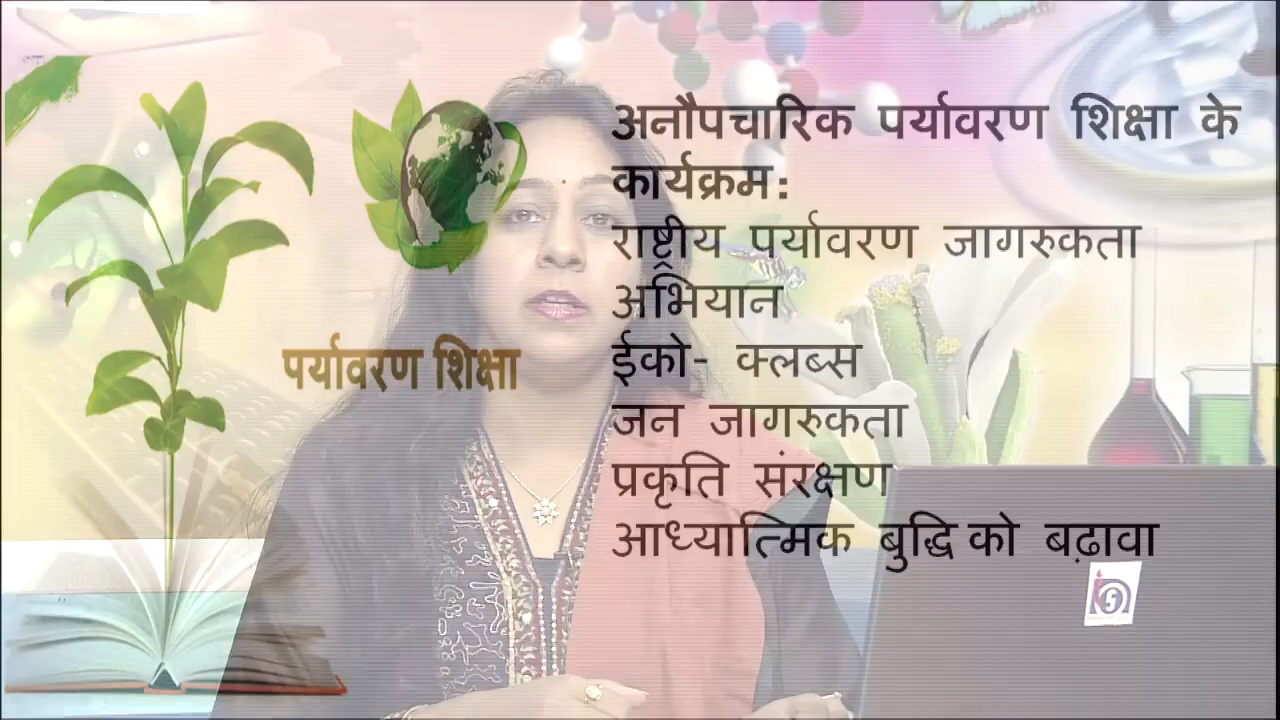 अनौपचारिक पर्यावरण शिक्षा के
कार्यक्रम:
राष्ट्रीय पर्यावरण जागरुकता
अभियान
ईको- क्लब्स
जन जागरुकता
प्रकृति संरक्षण
आध्यात्मिक बुद्धि को बढ़ावा
पर्यावरण शिक्षा